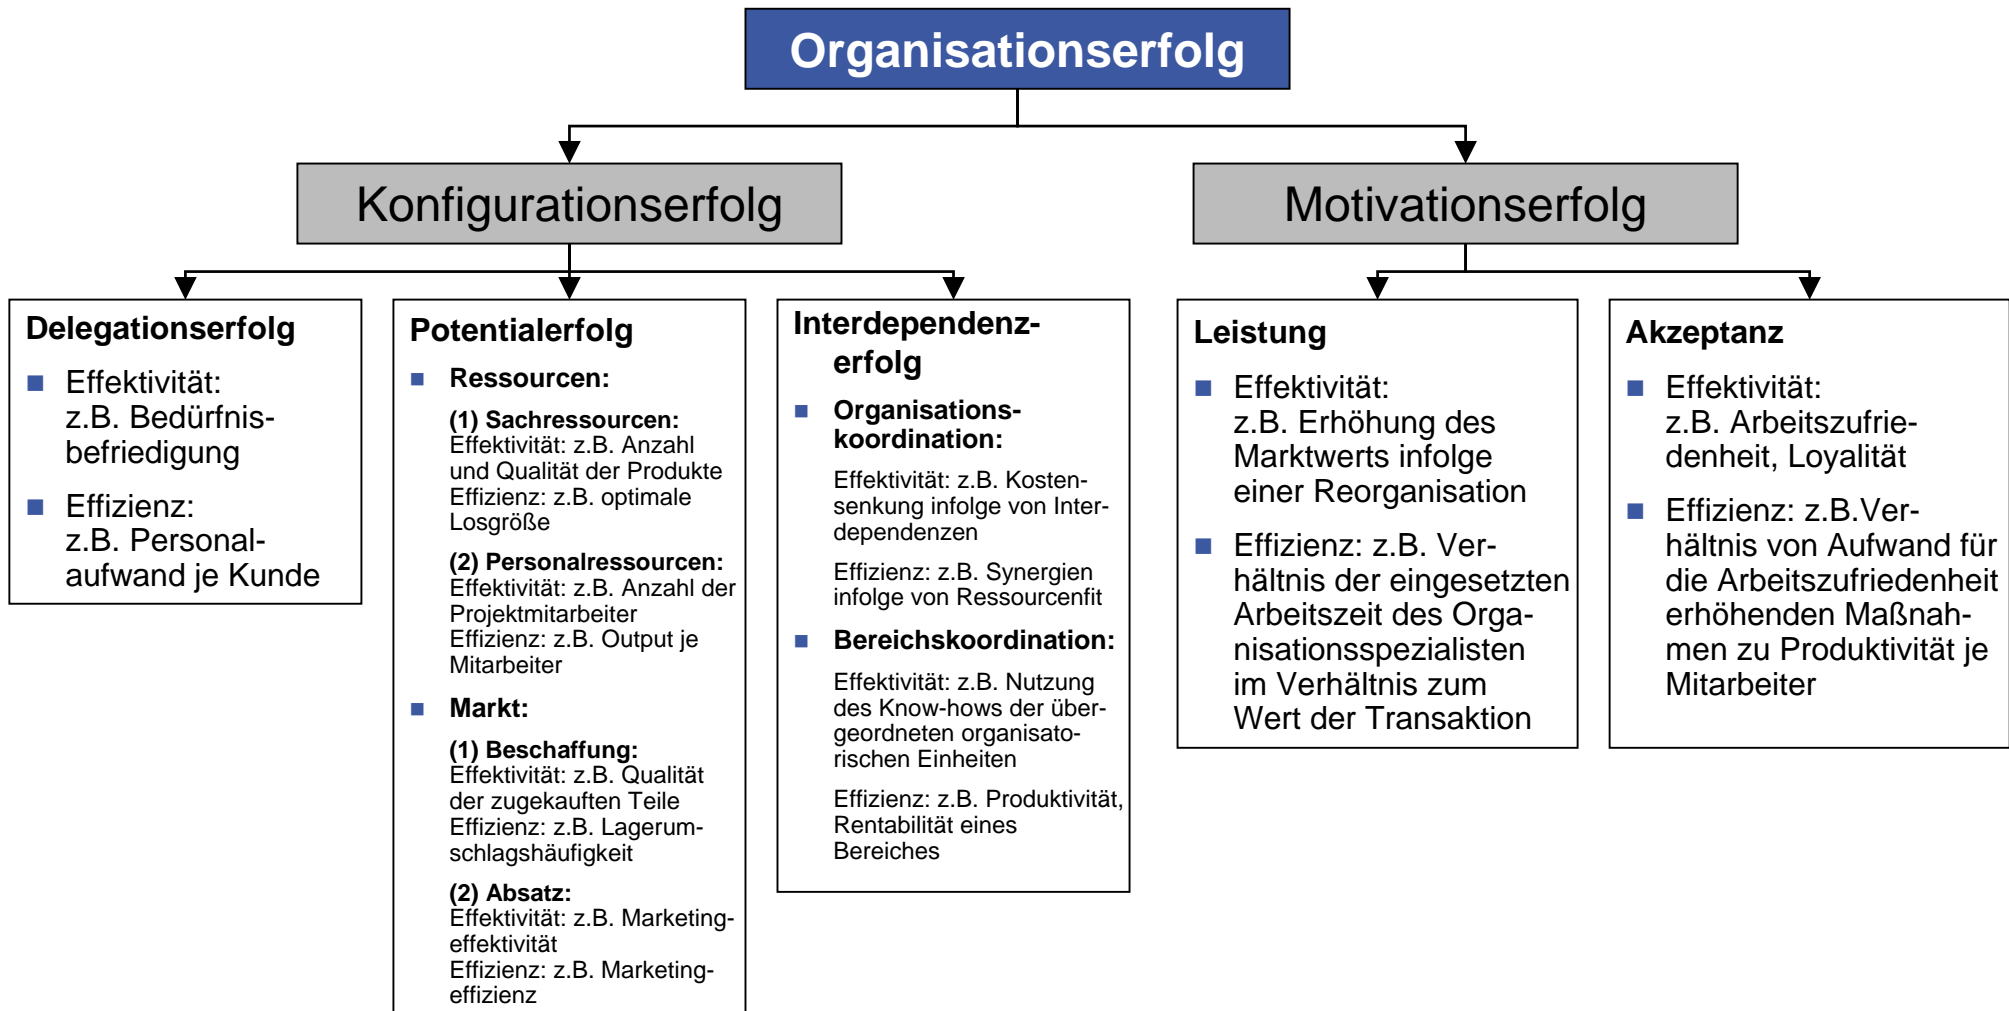 Organisationserfolg
Konfigurationserfolg
Motivationserfolg
Delegationserfolg
Effektivität:
z.B. Bedürfnis-
befriedigung
Effizienz:
z.B. Personal-
aufwand je Kunde
Potentialerfolg
Ressourcen:
(1) Sachressourcen:
Effektivität: z.B. Anzahl
und Qualität der Produkte
Effizienz: z.B. optimale
Losgröße
(2) Personalressourcen:
Effektivität: z.B. Anzahl der
Projektmitarbeiter
Effizienz: z.B. Output je
Mitarbeiter
Markt:
(1) Beschaffung:
Effektivität: z.B. Qualität
der zugekauften Teile
Effizienz: z.B. Lagerum-
schlagshäufigkeit
(2) Absatz:
Effektivität: z.B. Marketing-
effektivität
Effizienz: z.B. Marketing-
effizienz
Interdependenz-
erfolg
Organisations-
koordination:
Effektivität: z.B. Kosten-
senkung infolge von Inter-
dependenzen
Effizienz: z.B. Synergien
infolge von Ressourcenfit
Bereichskoordination:
Effektivität: z.B. Nutzung
des Know-hows der über-
geordneten organisato-
rischen Einheiten
Effizienz: z.B. Produktivität,
Rentabilität eines
Bereiches
Leistung
Effektivität:
z.B. Erhöhung des
Marktwerts infolge
einer Reorganisation
Effizienz: z.B. Ver-
hältnis der eingesetzten
Arbeitszeit des Orga-
nisationsspezialisten
im Verhältnis zum
Wert der Transaktion
Akzeptanz
Effektivität:
z.B. Arbeitszufrie-
denheit, Loyalität
Effizienz: z.B.Ver-
hältnis von Aufwand für
die Arbeitszufriedenheit
erhöhenden Maßnah-
men zu Produktivität je
Mitarbeiter